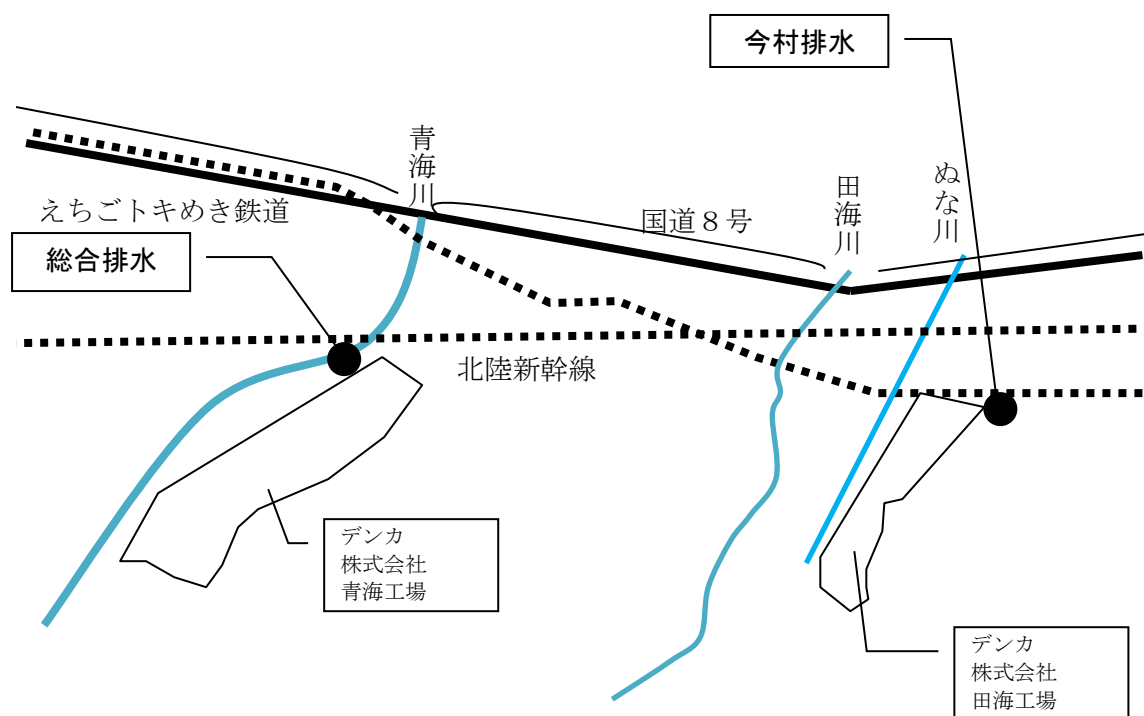 今村排水
青海川
ぬな川
田海川
えちごトキめき鉄道
国道８号
総合排水
北陸新幹線
デンカ
株式会社
青海工場
デンカ
株式会社
田海工場